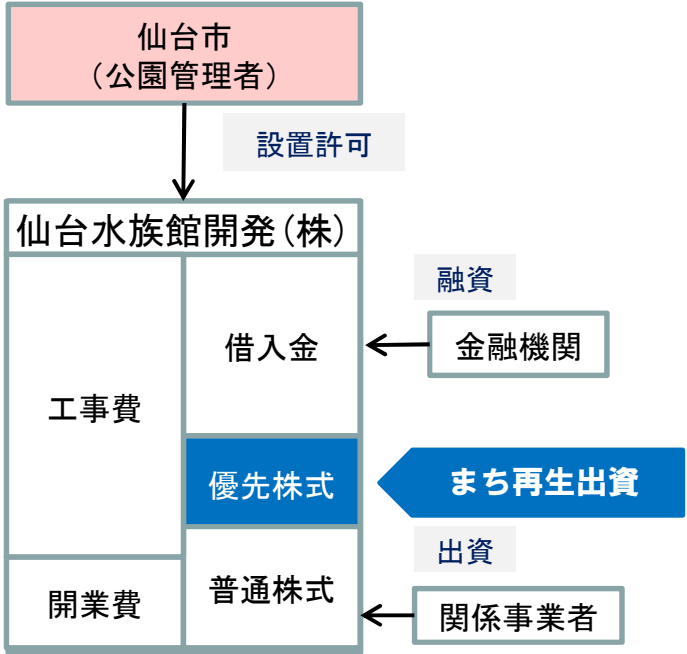 仙台市
（公園管理者）
設置許可
仙台水族館開発（株）
融資
借入金
金融機関
工事費
優先株式
まち再生出資
出資
普通株式
開業費
関係事業者